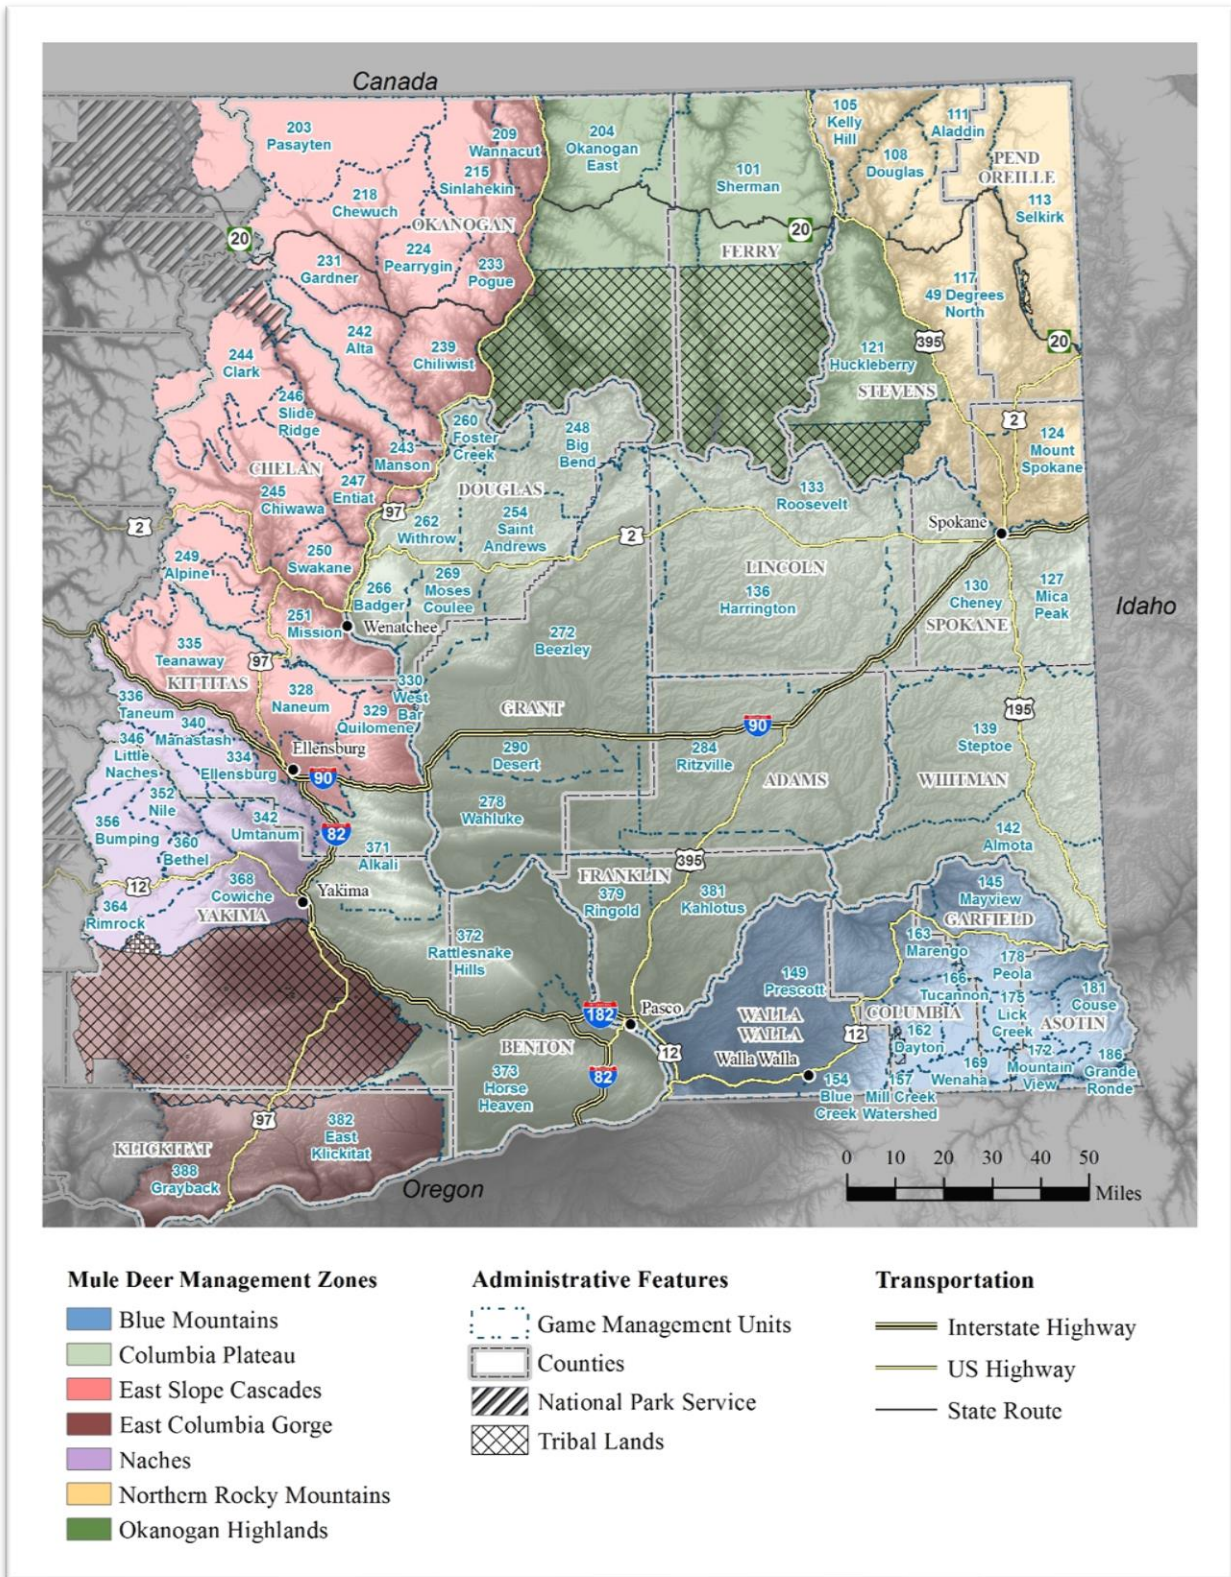 Canada
203
Pasayten
209
Wannacut
215
Sinlahekin
218
Chewuch
OKANOGAN
224
Pearrygin
231
Gardner
233
Pogue
242
Alta
239
Chiliwist
20
204
Okanogan
East
101
Sherman
20
FERRY
105
Kelly
Hill
111
Aladdin
108
Douglas
PEND
OREILLE
113
Selkirk
117
49 Degrees
North
395
20
121
Huckleberry
STEVENS
2
124
Mount
Spokane
244
Clark
246
Slide
Ridge
243
Manson
CHELAN
247
Entiat
245
Chiwawa
97
2
249
Alpine
250
Swakane
251
Mission
Wenatchee
260
Foster
Creek
248
Big
Bend
DOUGLAS
262
Withrow
254
Saint
Andrews
2
266
Badger
269
Moses
Coulee
133
Roosevelt
Spokane
LINCOLN
136
Harrington
130
Cheney
SPOKANE
127
Mica
Peak
Idaho
272
Beezley
335
Teanaway
KITTITAS
97
328
Naneum
329
Quilomene
330
West
Bar
GRANT
336
Taneum
340
Manastash
346
Little
Naches
334
Ellensburg
Ellensburg
90
290
Desert
284
Ritzville
90
ADAMS
195
139
Steptoe
WHITMAN
352
Nile
356
Bumping
360
Bethel
342
Umtanum
82
371
Alkali
278
Wahluke
142
Almota
12
368
Cowiche
YAKIMA
364
Rimrock
Yakima
FRANKLIN
379
Ringold
395
381
Kahlotus
145
Mayview
GARFIELD
372
Rattlesnake
Hills
163
Marengo
178
Peola
149
Prescott
166
Tucannon
175
Lick
Creek
181
Couse
ASOTIN
182
Pasco
WALLA
WALLA
COLUMBIA
12
162
Dayton
BENTON
12
Walla Walla
82
169
Wenaha
172
Mountain
View
186
Grande
Ronde
373
Horse
Heaven
154
Blue
Creek
157
Mill Creek
Watershed
97
382
East
Klickitat
KLICKITAT
388
Grayback
Oregon
0 10 20 30 40 50
Miles
Mule Deer Management Zones
Blue Mountains
Columbia Plateau
East Slope Cascades
East Columbia Gorge
Naches
Northern Rocky Mountains
Okanogan Highlands
Administrative Features
Game Management Units
Counties
National Park Service
Tribal Lands
Transportation
Interstate Highway
US Highway
State Route